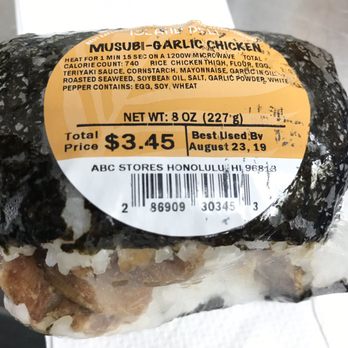 MUSUBI-GARLIC CHICKEN
HEAT FOR 1 MIN 15 SEC ON A 1200W MICROWAVE TOTAL
CALORIE COUNT: 740 RICE CHICKEN THIGH, FLOUR, EGG,
TERIYAKI SAUCE, CORNSTARCH, MAYONNAISE, GARLIC IN OIL,
ROASTED SEAWEED, SOYBEAN OIL, SALT, GARLIC POWDER, WHITE
PEPPER CONTAINS: EGG, SOY, WHEAT
NET WT: 8 OZ (227 g)
Total Price $3.45
Best Used By
August 23, 19
ABC STORES HONOLULU, HI 96815
2 86909 30345 3